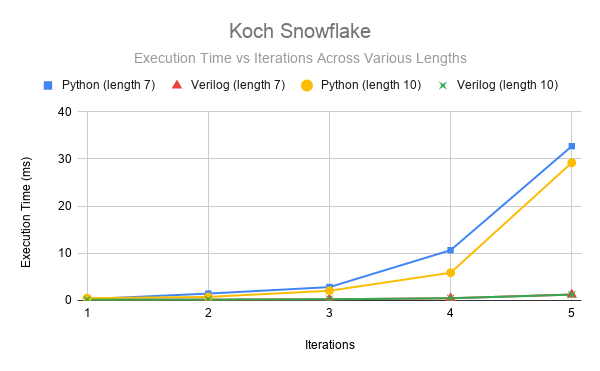 Koch Snowflake
Execution Time vs Iterations Across Various Lengths
Python (length 7) Verilog (length 7) Python (length 10) Verilog (length 10)
40
30
20
10
0
Execution Time (ms)
1 2 3 4 5
Iterations